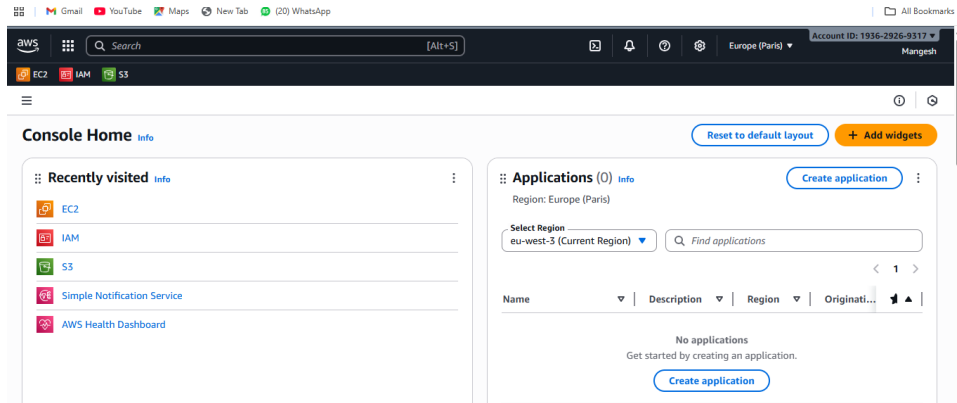 Gmail YouTube Maps New Tab (20) WhatsApp All Bookmarks
aws Search [Alt+S] Europe (Paris) ▼ Account ID: 1936-2926-9317 ▼
Mangesh
EC2 IAM S3
Console Home Info Reset to default layout + Add widgets
Recently visited Info
EC2
IAM
S3
Simple Notification Service
AWS Health Dashboard
Applications (0) Info Create application
Region: Europe (Paris)
Select Region
eu-west-3 (Current Region) ▼ Find applications
< 1 >
Name Description Region Originati...
No applications
Get started by creating an application.
Create application